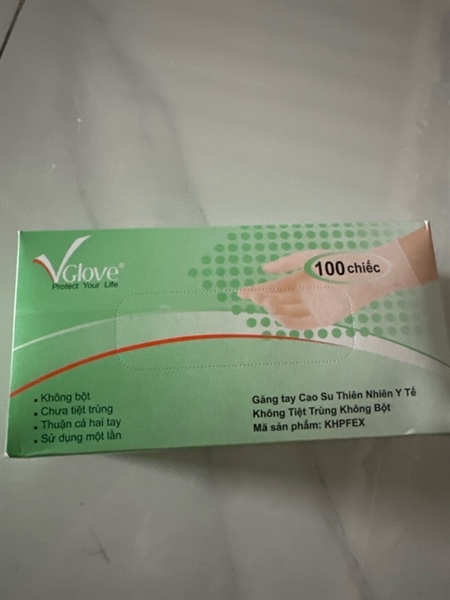 VGlove®
Protect Your Life
100 chiếc
• Không bột
• Chưa tiệt trùng
• Thuận cả hai tay
• Sử dụng một lần
Găng tay Cao Su Thiên Nhiên Y Tế
Không Tiệt Trùng Không Bột
Mã sản phẩm: KHPFEX